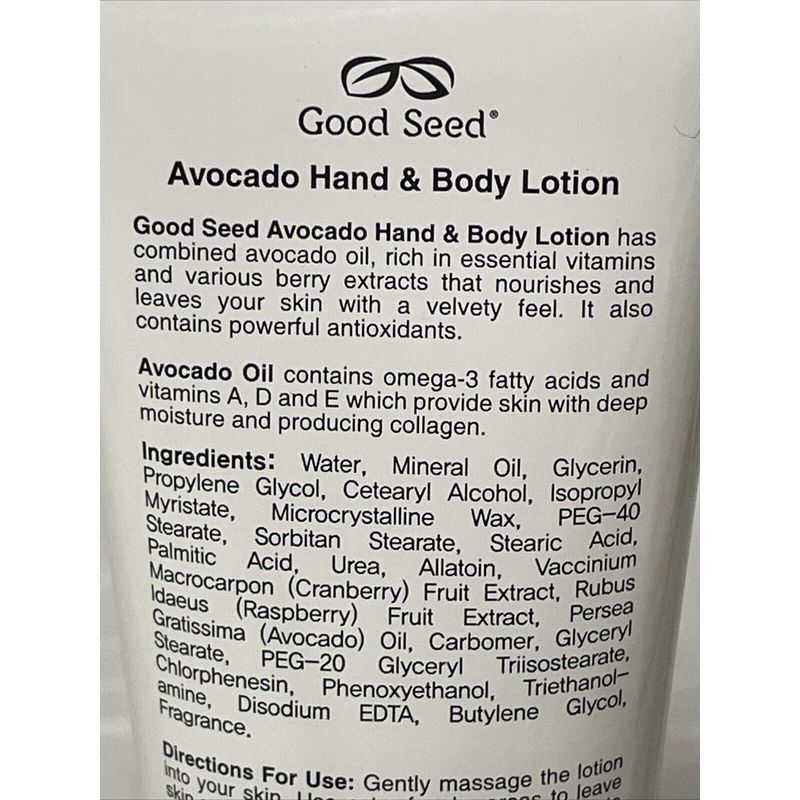 Good Seed®
Avocado Hand & Body Lotion
Good Seed Avocado Hand & Body Lotion has
combined avocado oil, rich in essential vitamins
and various berry extracts that nourishes and
leaves your skin with a velvety feel. It also
contains powerful antioxidants.
Avocado Oil contains omega-3 fatty acids and
vitamins A, D and E which provide skin with deep
moisture and producing collagen.
Ingredients: Water, Mineral Oil, Glycerin,
Propylene Glycol, Cetearyl Alcohol, Isopropyl
Myristate, Microcrystalline Wax, PEG-40
Stearate, Sorbitan Stearate, Stearic Acid,
Palmitic Acid, Urea, Allatoin, Vaccinium
Macrocarpon (Cranberry) Fruit Extract, Rubus
Idaeus (Raspberry) Fruit Extract, Persea
Gratissima (Avocado) Oil, Carbomer, Glyceryl
Stearate, PEG-20 Glyceryl Triisostearate,
Chlorphenesin, Phenoxyethanol, Triethanol-
amine, Disodium EDTA, Butylene Glycol,
Fragrance.
Directions For Use: Gently massage the lotion
into your skin. to leave